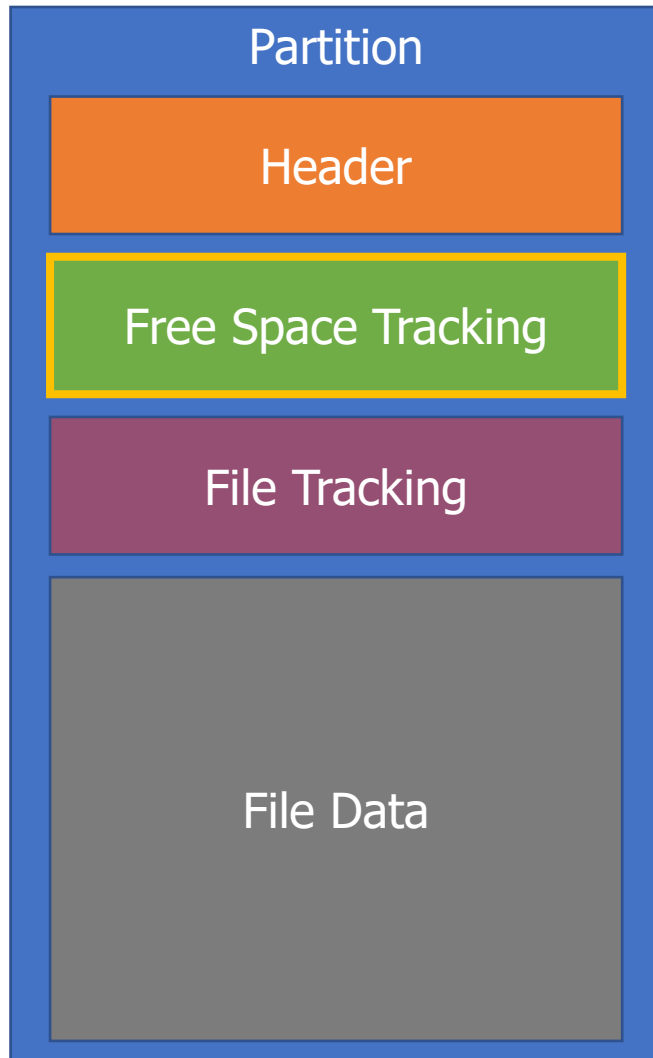 Partition
Header
Free Space Tracking
File Tracking
File Data